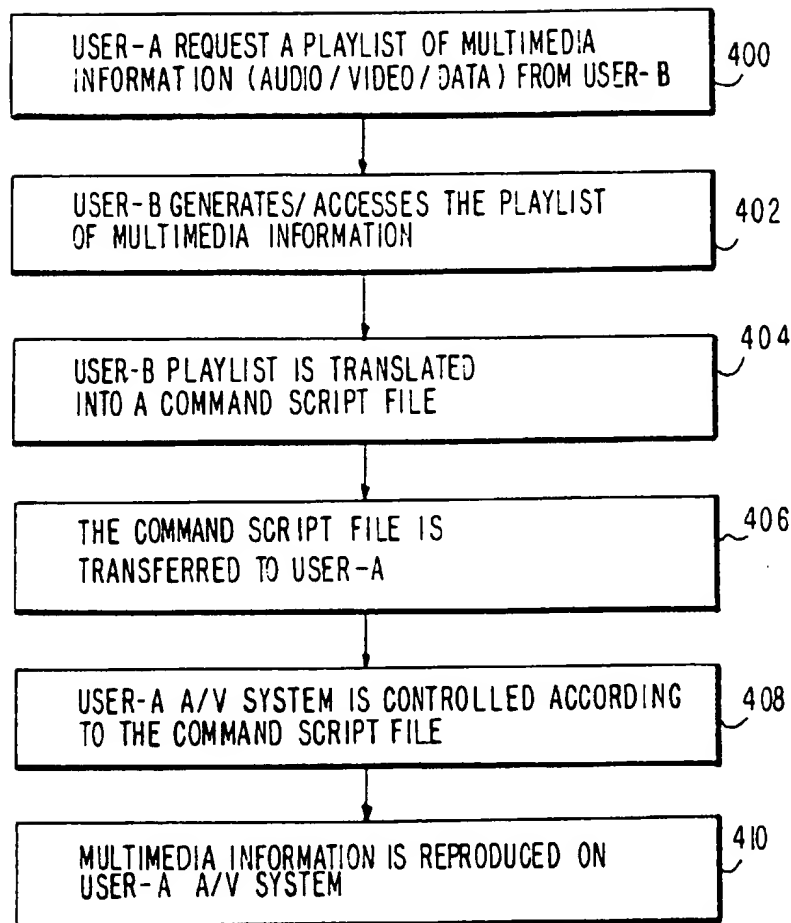 USER-A REQUEST A PLAYLIST OF MULTIMEDIA
INFORMATION (AUDIO/VIDEO/DATA) FROM USER-B
400
USER-B GENERATES/ACCESSES THE PLAYLIST
OF MULTIMEDIA INFORMATION
402
USER-B PLAYLIST IS TRANSLATED
INTO A COMMAND SCRIPT FILE
404
THE COMMAND SCRIPT FILE IS
TRANSFERRED TO USER-A
406
USER-A A/V SYSTEM IS CONTROLLED ACCORDING
TO THE COMMAND SCRIPT FILE
408
MULTIMEDIA INFORMATION IS REPRODUCED ON
USER-A A/V SYSTEM
410